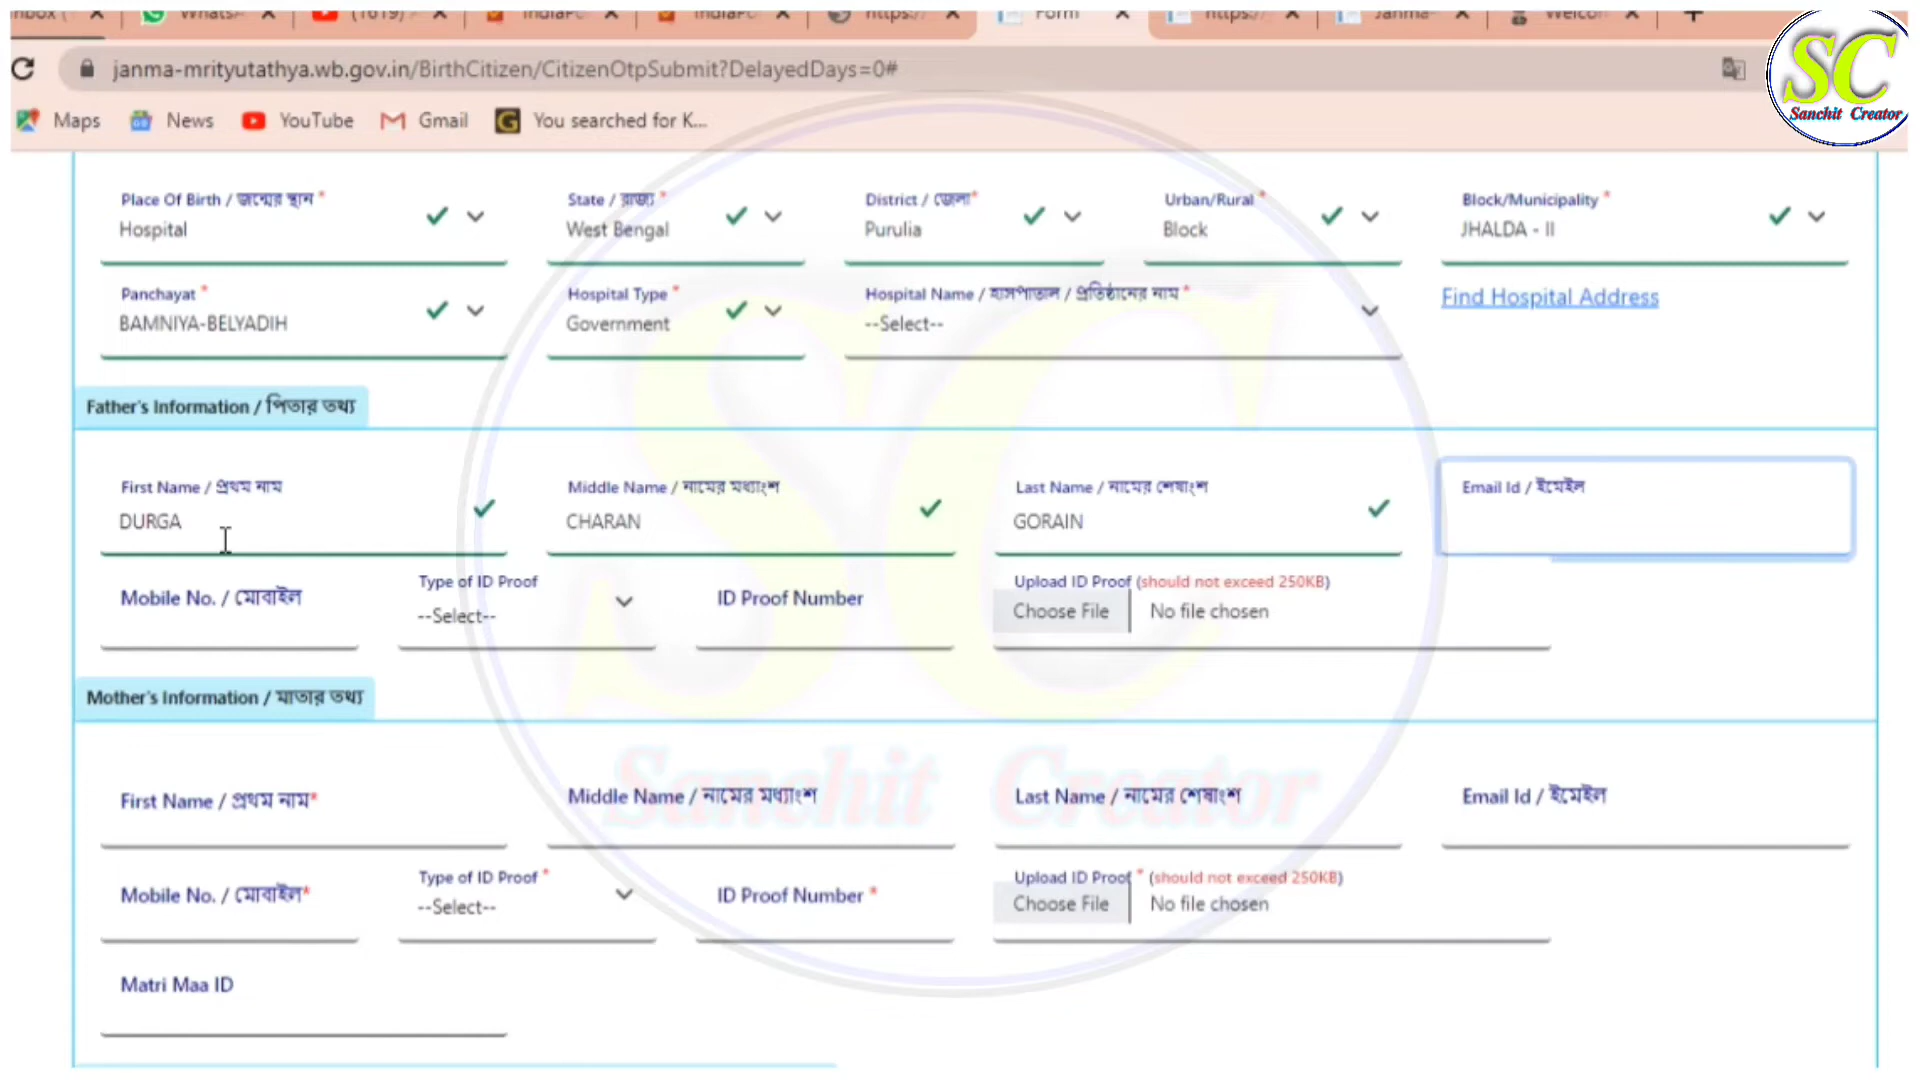 janma-mrityutathya.wb.gov.in/BirthCitizen/CitizenOtpSubmit?DelayedDays=0#
SC
Sanchit Creator
Maps News YouTube Gmail You searched for K...
Place Of Birth / জন্মের স্থান * State / রাজ্য * District / জেলা* Urban/Rural * Block/Municipality *
Hospital West Bengal Purulia Block JHALDA - II
Panchayat * Hospital Type * Hospital Name / হাসপাতাল / প্রতিষ্ঠানের নাম * Find Hospital Address
BAMNIYA-BELYADIH Government --Select--
Father's Information / পিতার তথ্য
First Name / প্রথম নাম Middle Name / নামের মধ্যাংশ Last Name / নামের শেষাংশ Email Id / ইমেইল
DURGA CHARAN GORAIN
Mobile No. / মোবাইল Type of ID Proof ID Proof Number Upload ID Proof (should not exceed 250KB)
--Select-- Choose File No file chosen
Mother's Information / মাতার তথ্য
First Name / প্রথম নাম* Middle Name / নামের মধ্যাংশ Last Name / নামের শেষাংশ Email Id / ইমেইল
Sanchit Creator
Mobile No. / মোবাইল* Type of ID Proof * ID Proof Number * Upload ID Proof * (should not exceed 250KB)
--Select-- Choose File No file chosen
Matri Maa ID